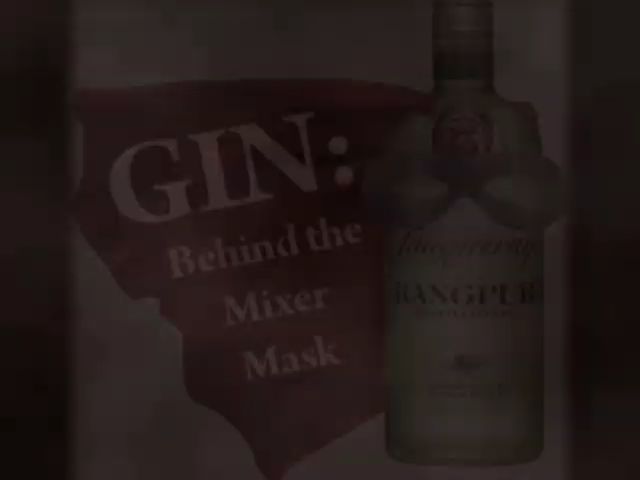 GIN:
Behind the
Mixer
Mask
Tanqueray
RANGPUR